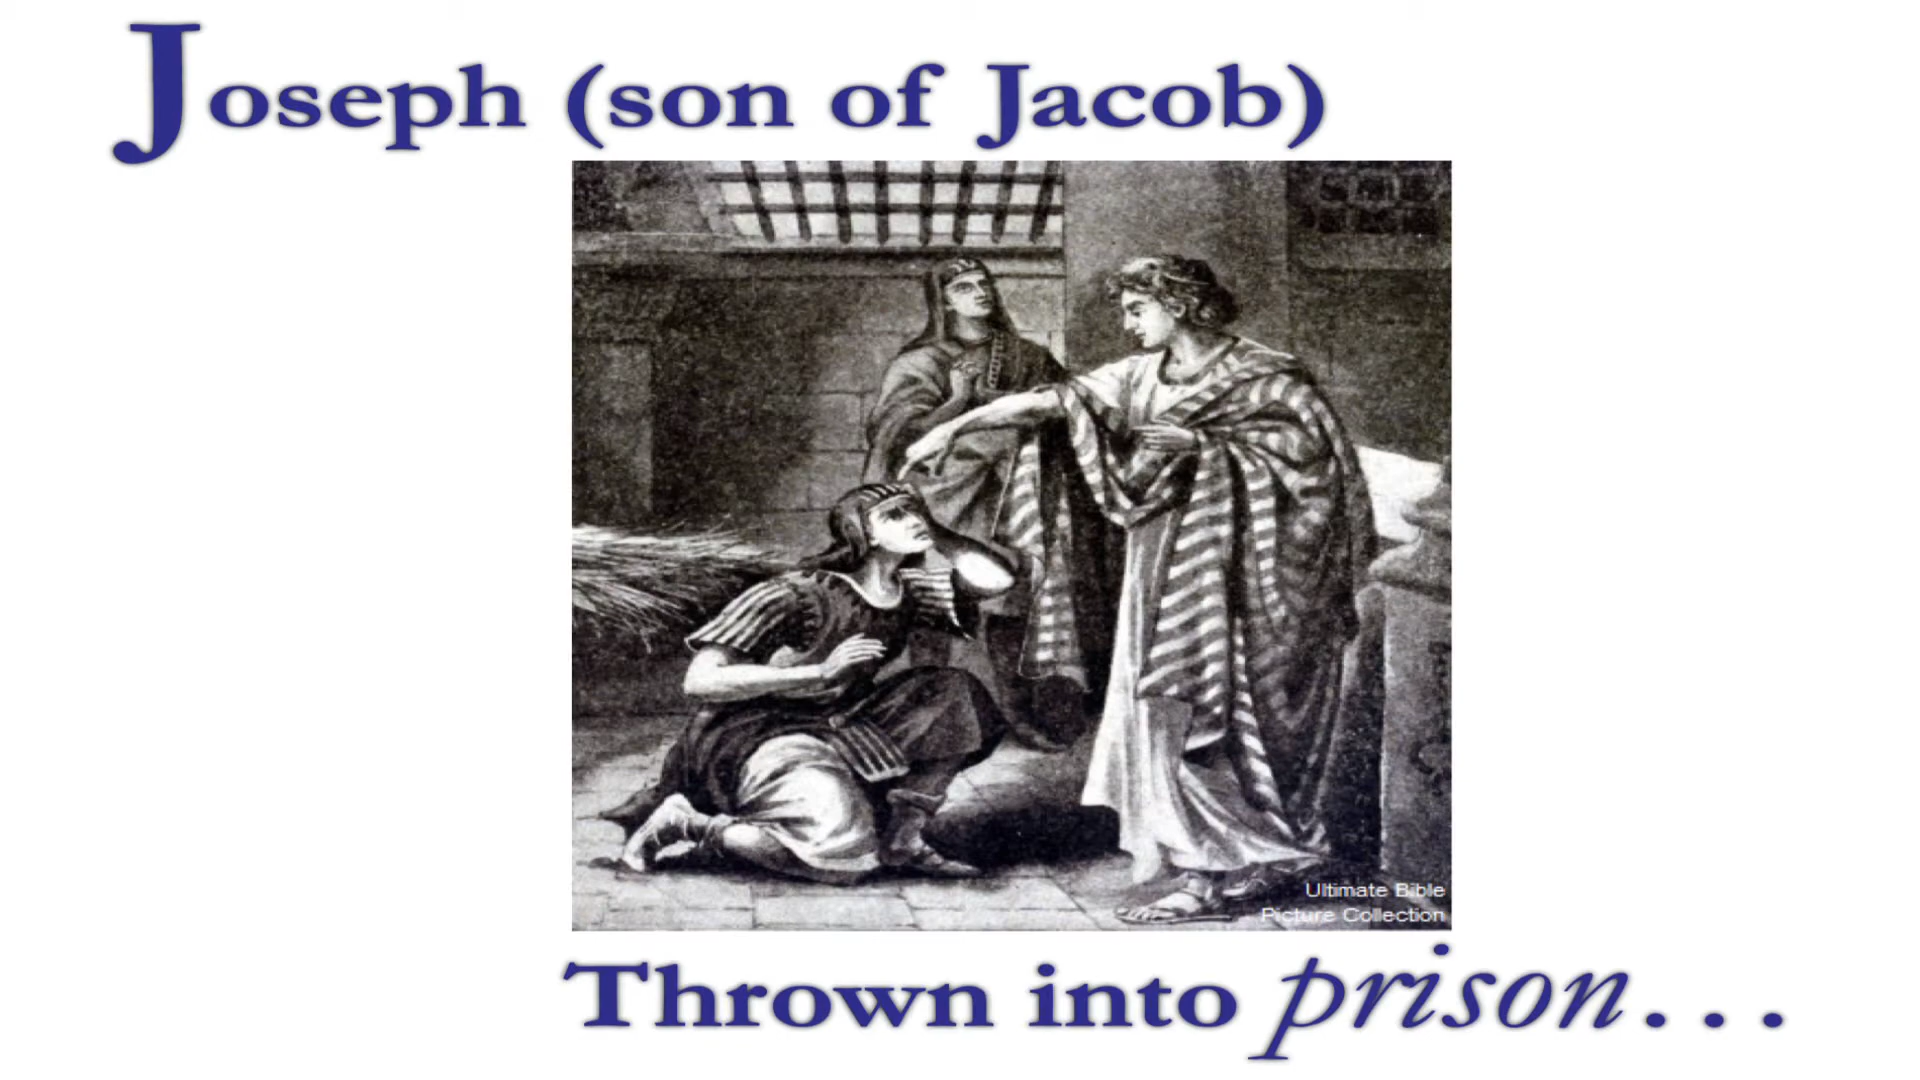 Joseph (son of Jacob)
Ultimate Bible
Picture Collection
Thrown into prison...